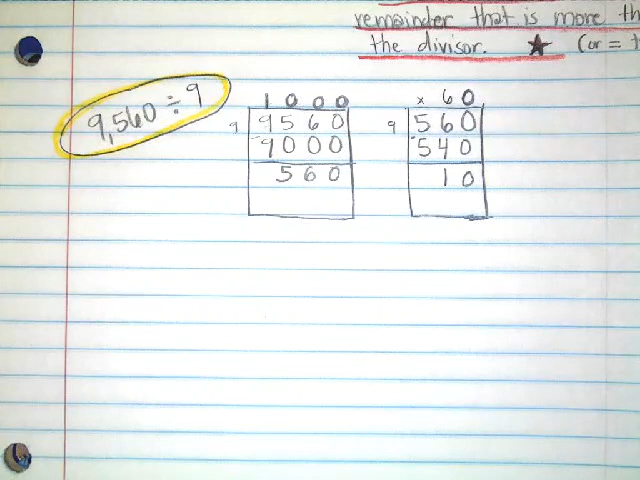 remainder that is more th
the divisor. ★ (or = t
9,560 ÷ 9
1000
9 9560
-9000
560
× 60
9 560
-540
10